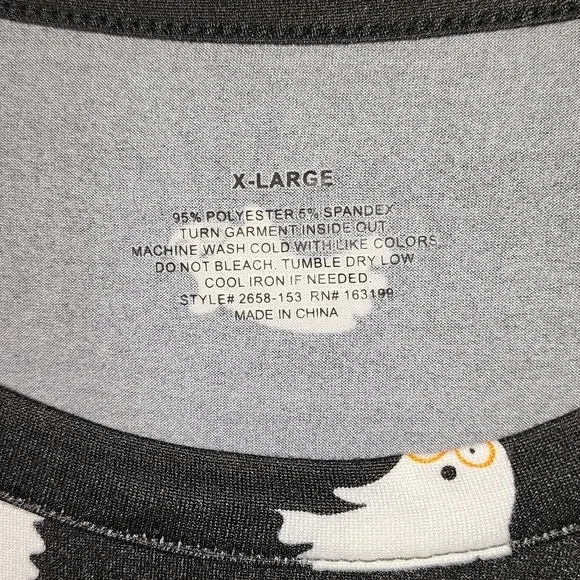 X-LARGE
95% POLYESTER 5% SPANDEX
TURN GARMENT INSIDE OUT
MACHINE WASH COLD WITH LIKE COLORS
DO NOT BLEACH. TUMBLE DRY LOW
COOL IRON IF NEEDED.
STYLE# 2658-153 RN# 163199
MADE IN CHINA